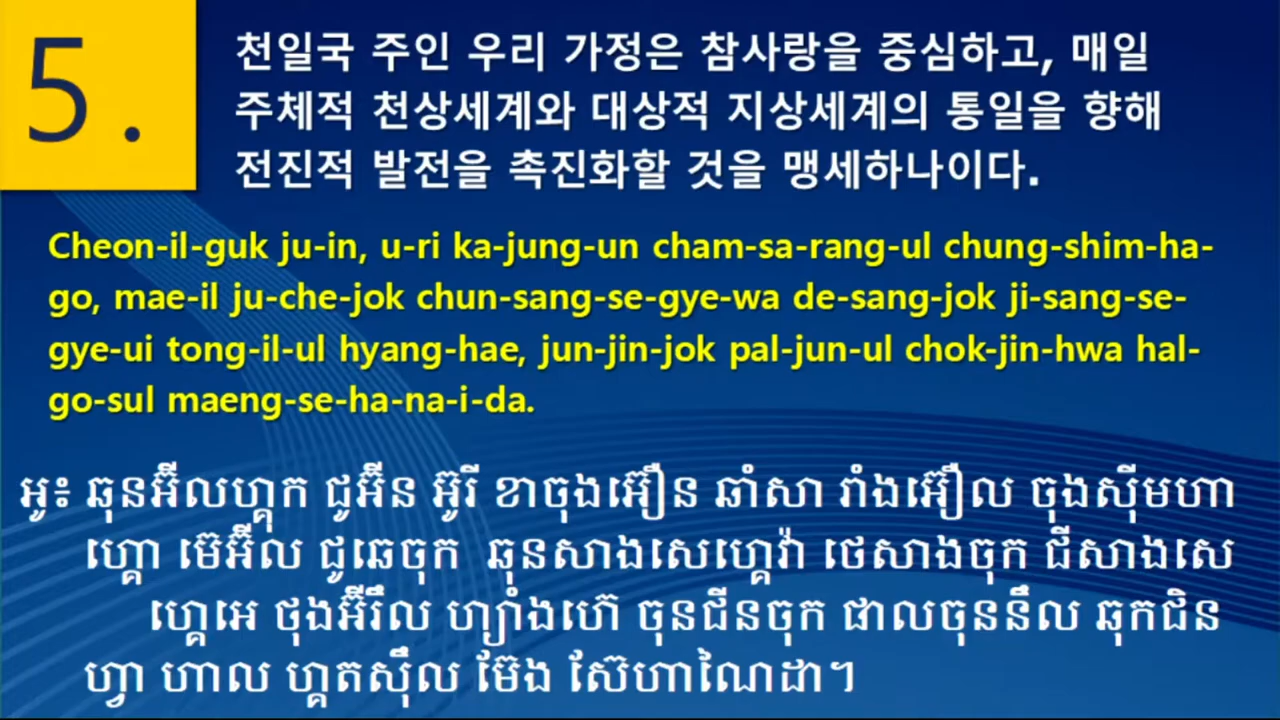 5.
천일국 주인 우리 가정은 참사랑을 중심하고, 매일
주체적 천상세계와 대상적 지상세계의 통일을 향해
전진적 발전을 촉진화할 것을 맹세하나이다.
Cheon-il-guk ju-in, u-ri ka-jung-un cham-sa-rang-ul chung-shim-ha-
go, mae-il ju-che-jok chun-sang-se-gye-wa de-sang-jok ji-sang-se-
gye-ui tong-il-ul hyang-hae, jun-jin-jok pal-jun-ul chok-jin-hwa hal-
go-sul maeng-se-ha-na-i-da.
អូ៖ ឆុនអ៊ីលហ្គុក ជូអ៊ីន អ៊ូរី ខាចុងអ៊ឿន ឆាំសា រ៉ាំងអ៊ឿល ចុងស៊ីមហា
ហ្គោ ម៉េអ៊ីល ជូឆេចុក ឆុនសាងសេហ្គេវ៉ា ថេសាងចុក ជីសាងសេ
ហ្គេអេ ថុងអ៊ីរឹល ហ្យាំងហ៊េ ចុនជីនចុក ផាលចុននឹល ឆុកជិន
ហ្វា ហាល ហ្គតស៊ឹល ម៉ែង ស៊ែហាណៃដា។